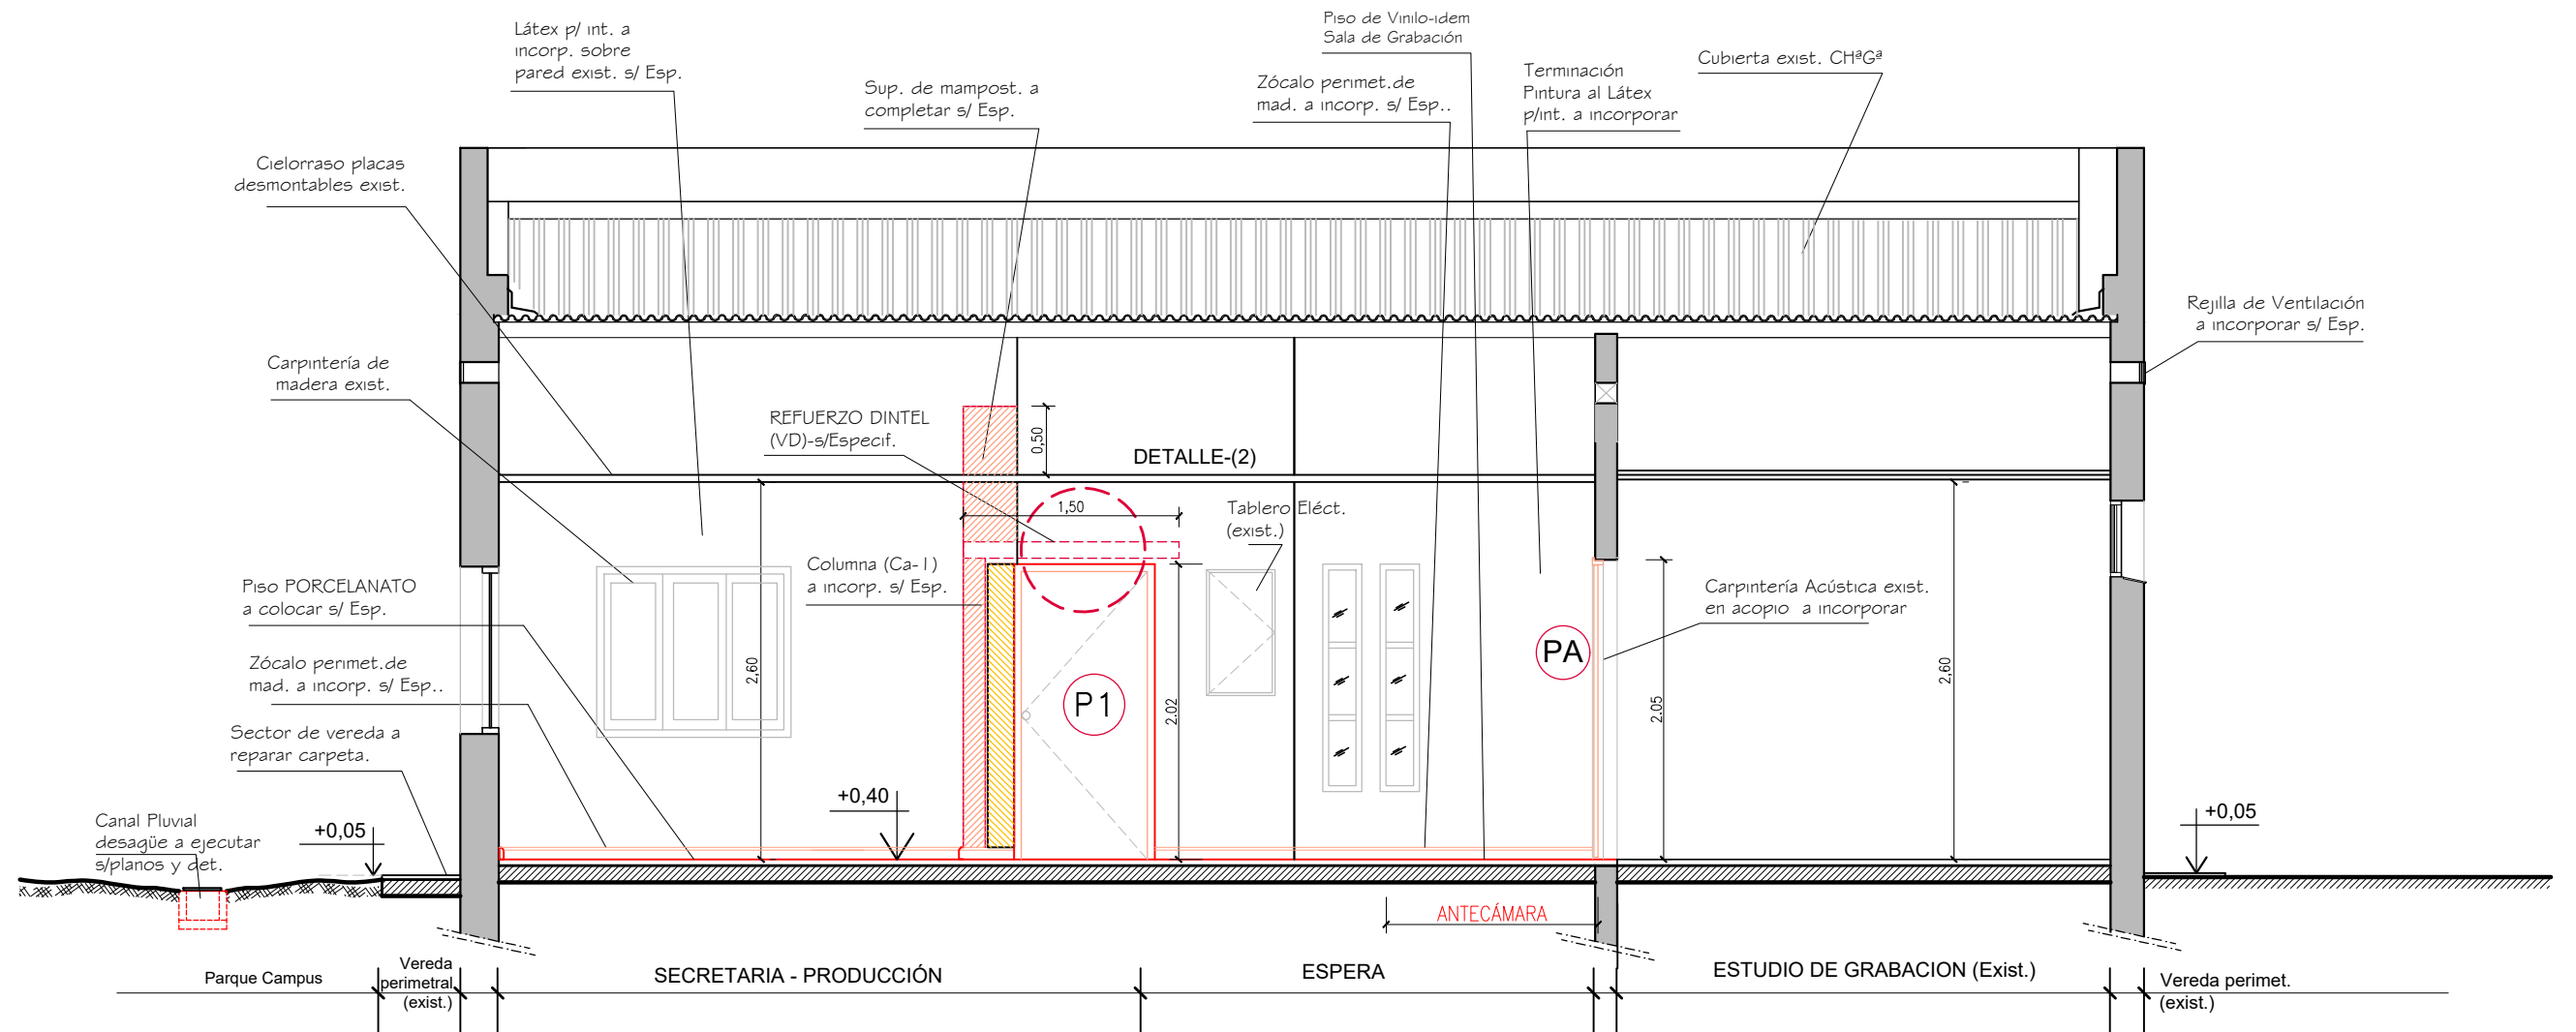 Látex p/ int. a
incorp. sobre
pared exist. s/ Esp.
Sup. de mampost. a
completar s/ Esp.
Piso de Vinilo-idem
Sala de Grabación
Zócalo perimet.de
mad. a incorp. s/ Esp..
Terminación
Pintura al Látex
p/int. a incorporar
Cubierta exist. CHªGª
Cielorraso placas
desmontables exist.
Rejilla de Ventilación
a incorporar s/ Esp.
Carpintería de
madera exist.
REFUERZO DINTEL
(VD)-s/Especif.
0,50
DETALLE-(2)
1,50
Tablero Eléct.
(exist.)
Columna (Ca-1)
a incorp. s/ Esp.
Piso PORCELANATO
a colocar s/ Esp.
Carpintería Acústica exist.
en acopio a incorporar
PA
P1
2,60
2.02
2.05
2,60
Zócalo perimet.de
mad. a incorp. s/ Esp..
Sector de vereda a
reparar carpeta.
+0,40
Canal Pluvial
desagüe a ejecutar
s/planos y det.
+0,05
+0,05
ANTECÁMARA
Parque Campus
Vereda
perimetral
(exist.)
SECRETARIA - PRODUCCIÓN
ESPERA
ESTUDIO DE GRABACION (Exist.)
Vereda perimet.
(exist.)